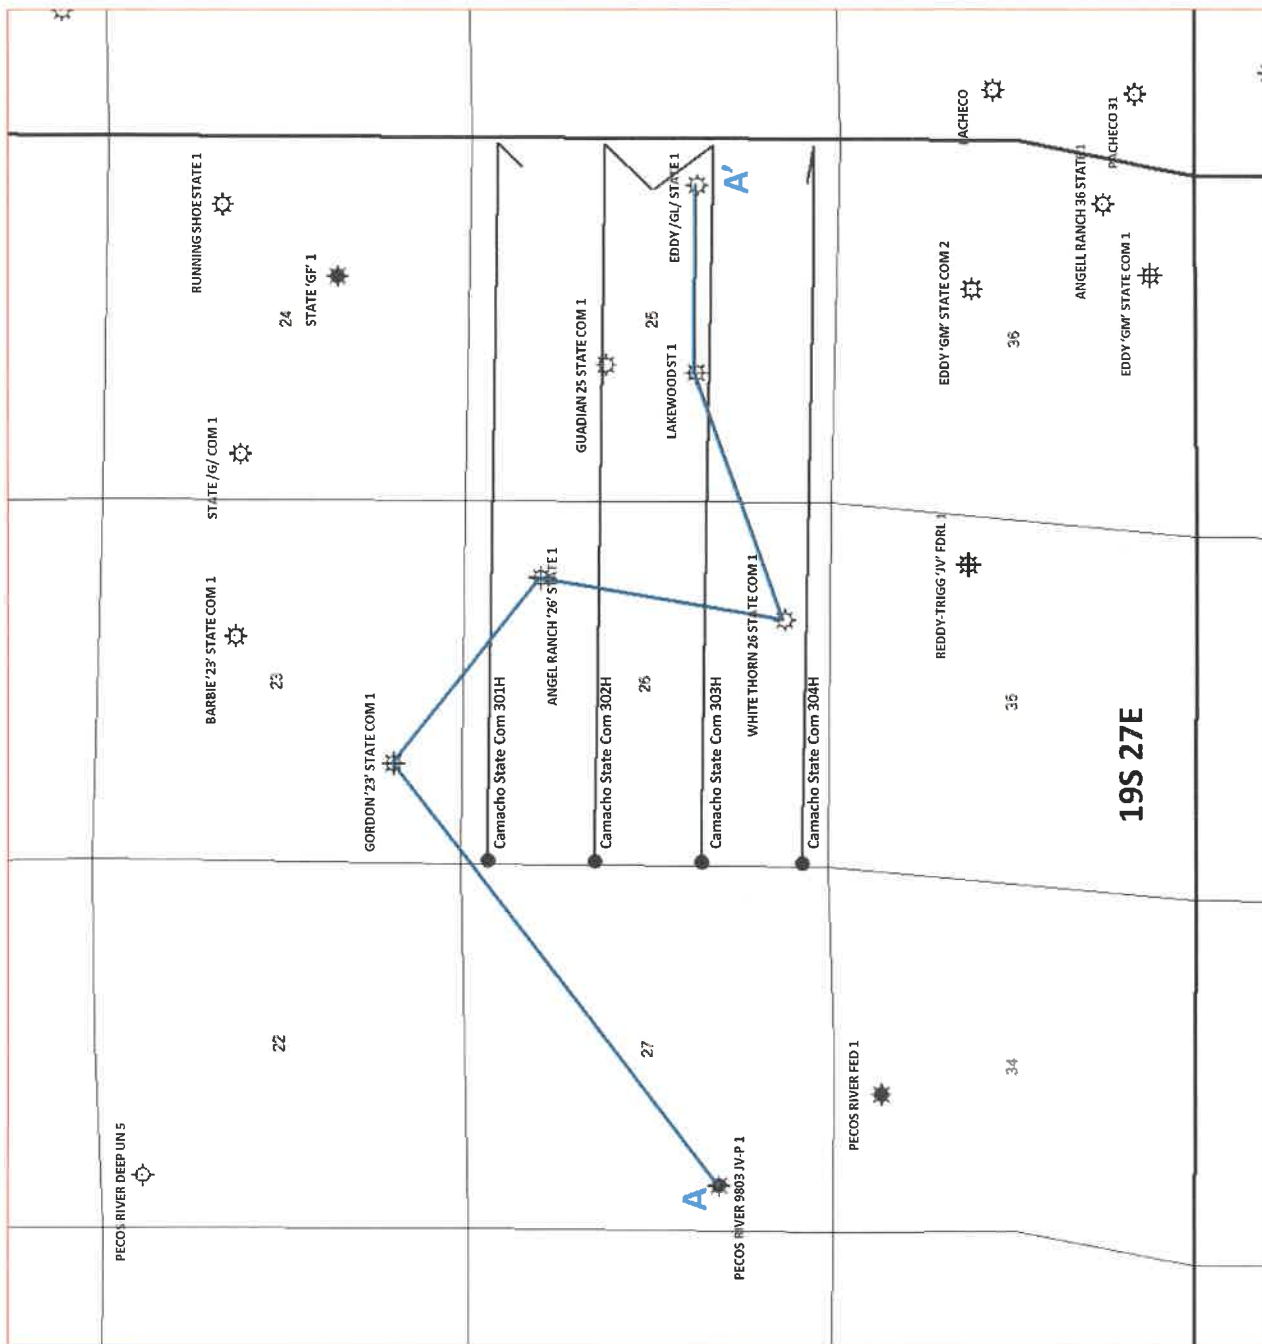 PECOS RIVER DEEP UN 5
22
BARBIE '23' STATE COM 1
23
GORDON '23' STATE COM 1
STATE /G/ COM 1
RUNNING SHOE STATE 1
24
STATE 'GF' 1
A
PECOS RIVER 9803 JV-P 1
27
Camacho State Com 301H
Camacho State Com 302H
Camacho State Com 303H
Camacho State Com 304H
ANGEL RANCH '26' STATE 1
26
WHITE THORN 26 STATE COM 1
GUADIAN 25 STATE COM 1
25
LAKEWOOD ST 1
EDDY /GL/ STATE 1
A'
PECOS RIVER FED 1
34
REDDY-TRIGG 'JV' FDRL 1
35
EDDY 'GM' STATE COM 2
36
EDDY 'GM' STATE COM 1
ANGELL RANCH 36 STATE 1
PACHECO
PACHECO 31
19S 27E